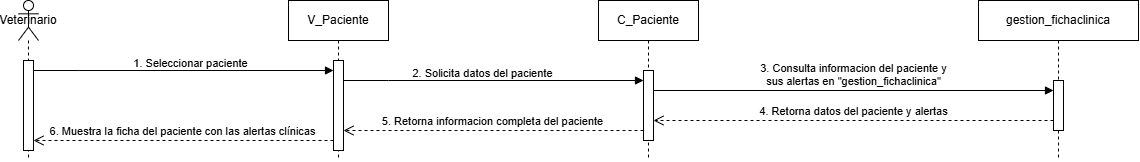 Veterinario
V_Paciente
C_Paciente
gestion_fichaclinica
1. Seleccionar paciente
2. Solicita datos del paciente
3. Consulta informacion del paciente y
sus alertas en "gestion_fichaclinica"
4. Retorna datos del paciente y alertas
5. Retorna informacion completa del paciente
6. Muestra la ficha del paciente con las alertas clínicas